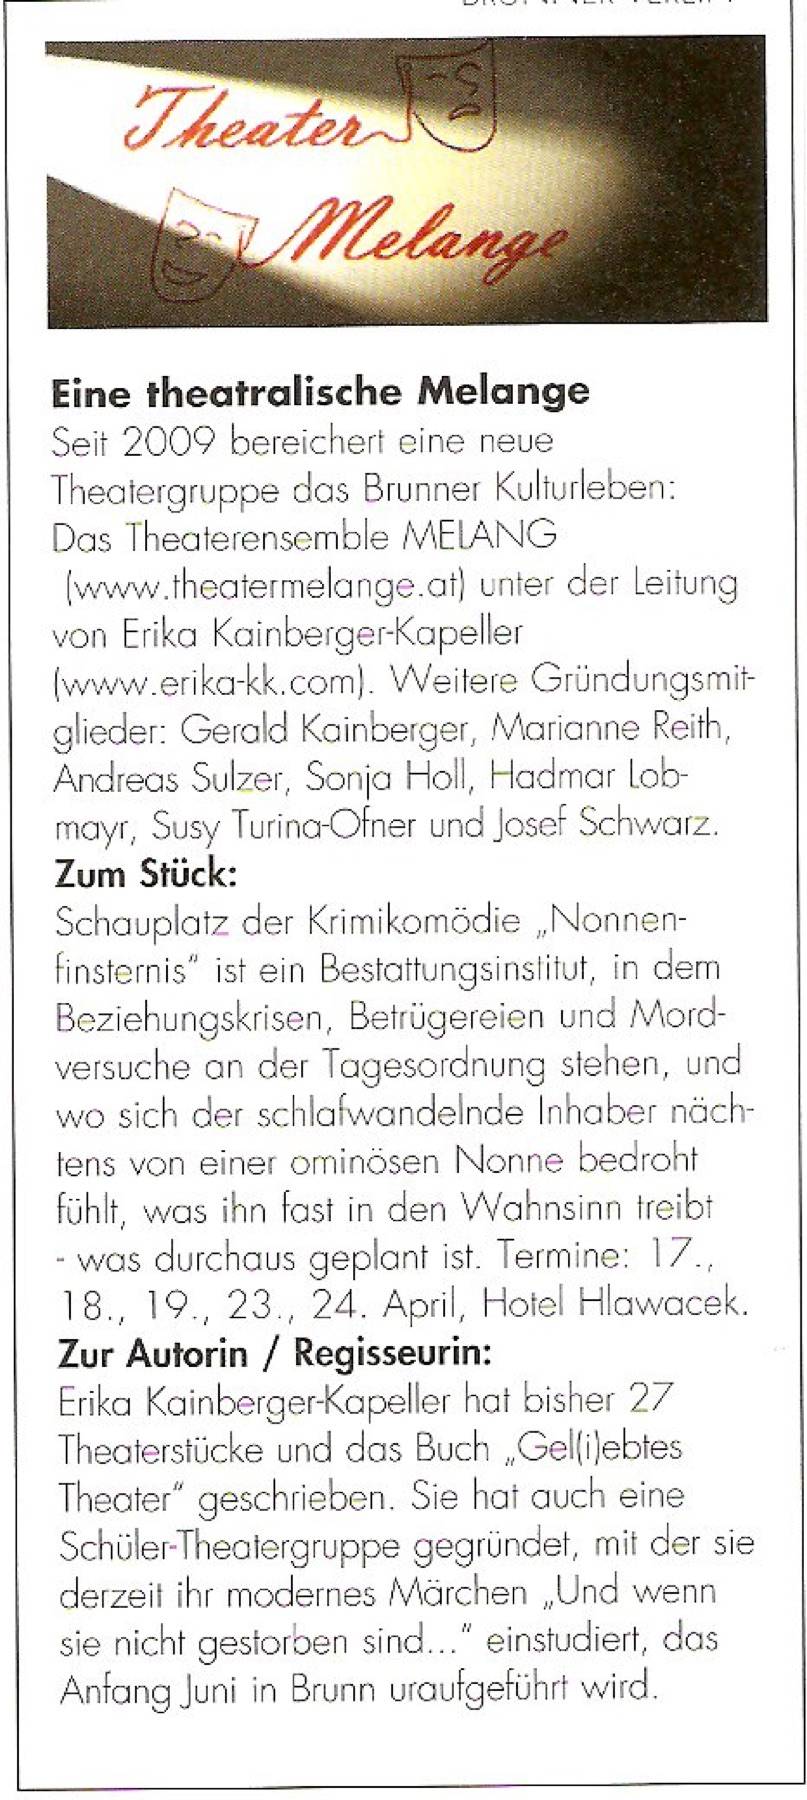 BRUNNER VEREIN
Theater
Melange
Eine theatralische Melange
Seit 2009 bereichert eine neue
Theatergruppe das Brunner Kulturleben:
Das Theaterensemble MELANG
(www.theatermelange.at) unter der Leitung
von Erika Kainberger-Kapeller
(www.erika-kk.com). Weitere Gründungsmit-
glieder: Gerald Kainberger, Marianne Reith,
Andreas Sulzer, Sonja Holl, Hadmar Lob-
mayr, Susy Turina-Ofner und Josef Schwarz.
Zum Stück:
Schauplatz der Krimikomödie „Nonnen-
finsternis“ ist ein Bestattungsinstitut, in dem
Beziehungskrisen, Betrügereien und Mord-
versuche an der Tagesordnung stehen, und
wo sich der schlafwandelnde Inhaber näch-
tens von einer ominösen Nonne bedroht
fühlt, was ihn fast in den Wahnsinn treibt
- was durchaus geplant ist. Termine: 17.,
18., 19., 23., 24. April, Hotel Hlawacek.
Zur Autorin / Regisseurin:
Erika Kainberger-Kapeller hat bisher 27
Theaterstücke und das Buch „Gel(i)ebtes
Theater“ geschrieben. Sie hat auch eine
Schüler-Theatergruppe gegründet, mit der sie
derzeit ihr modernes Märchen „Und wenn
sie nicht gestorben sind...“ einstudiert, das
Anfang Juni in Brunn uraufgeführt wird.